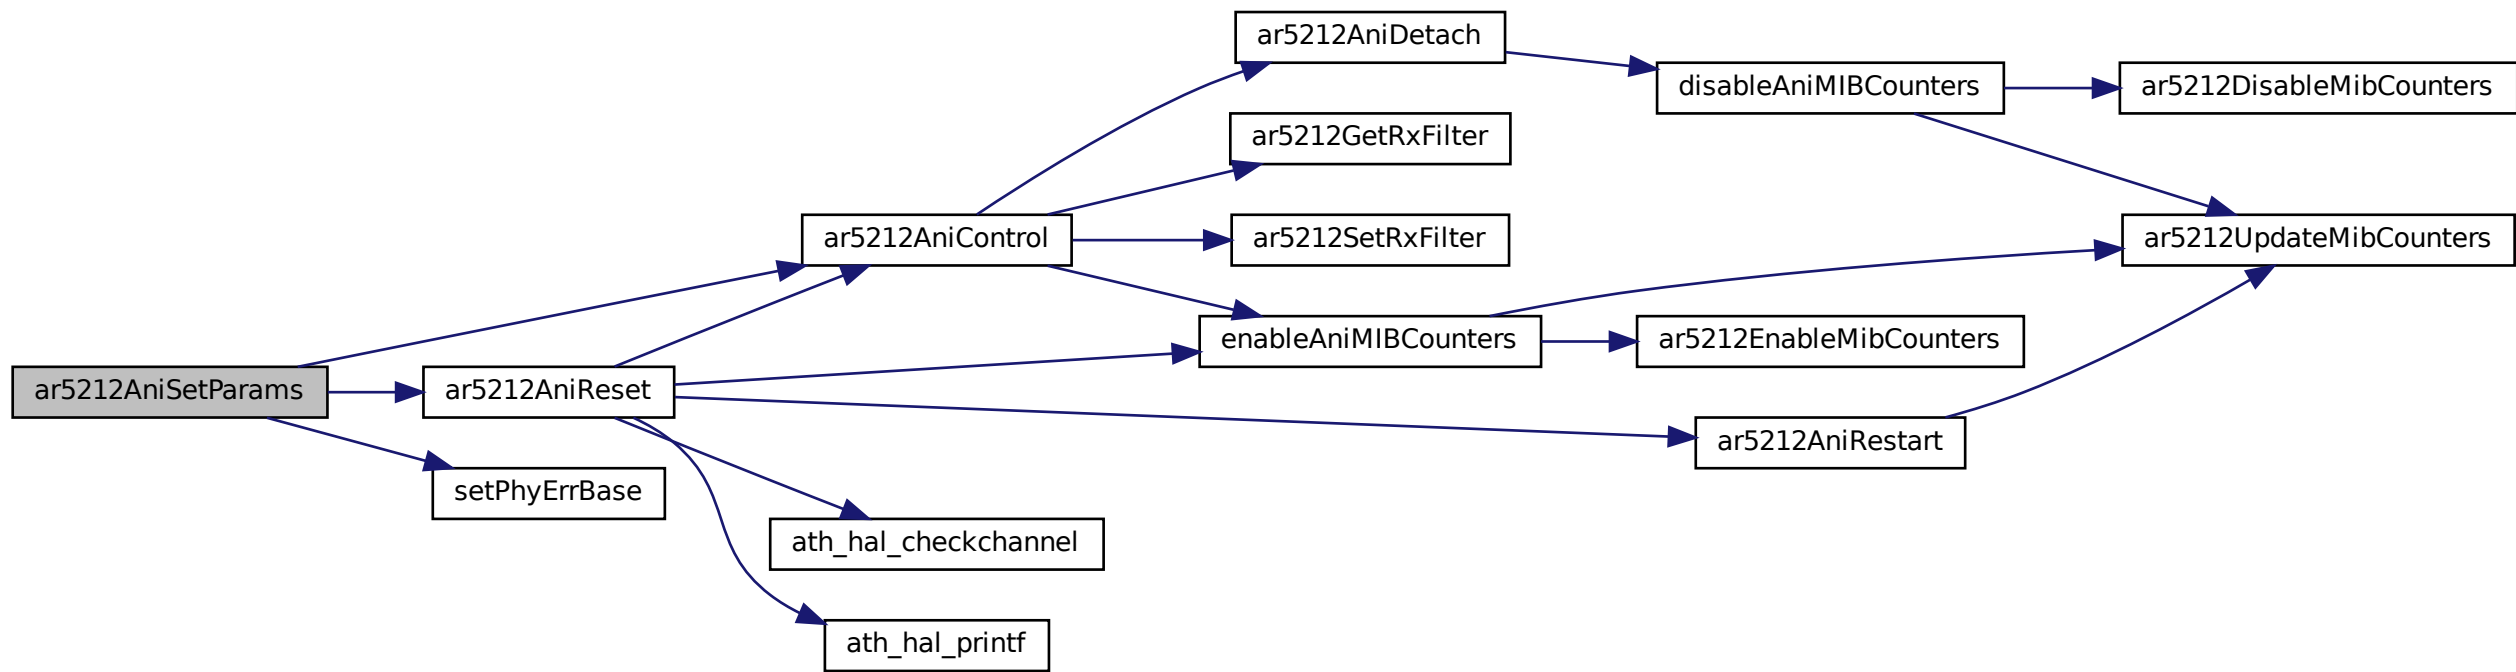 ar5212AniDetach
disableAniMIBCounters
ar5212DisableMibCounters
ar5212GetRxFilter
ar5212AniControl
ar5212SetRxFilter
ar5212UpdateMibCounters
enableAniMIBCounters
ar5212EnableMibCounters
ar5212AniSetParams
ar5212AniReset
ar5212AniRestart
setPhyErrBase
ath_hal_checkchannel
ath_hal_printf